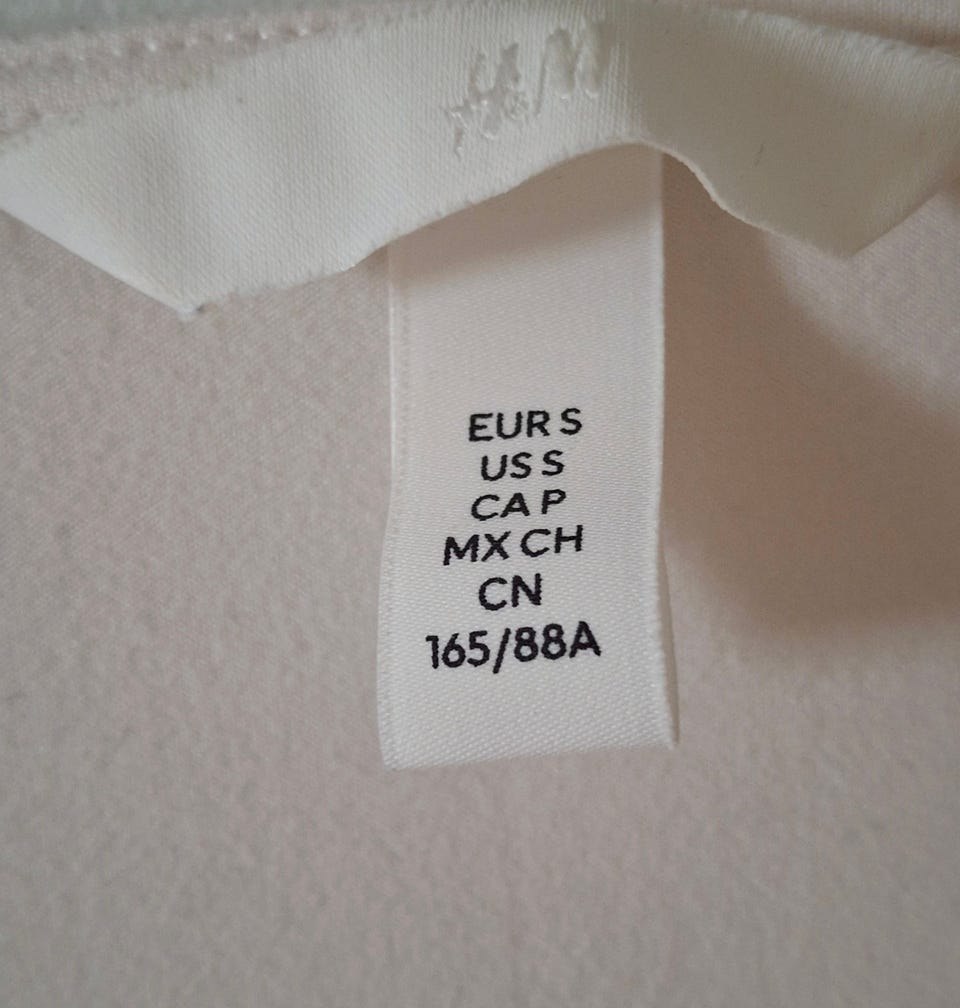 H&M
EUR S
US S
CA P
MX CH
CN
165/88A